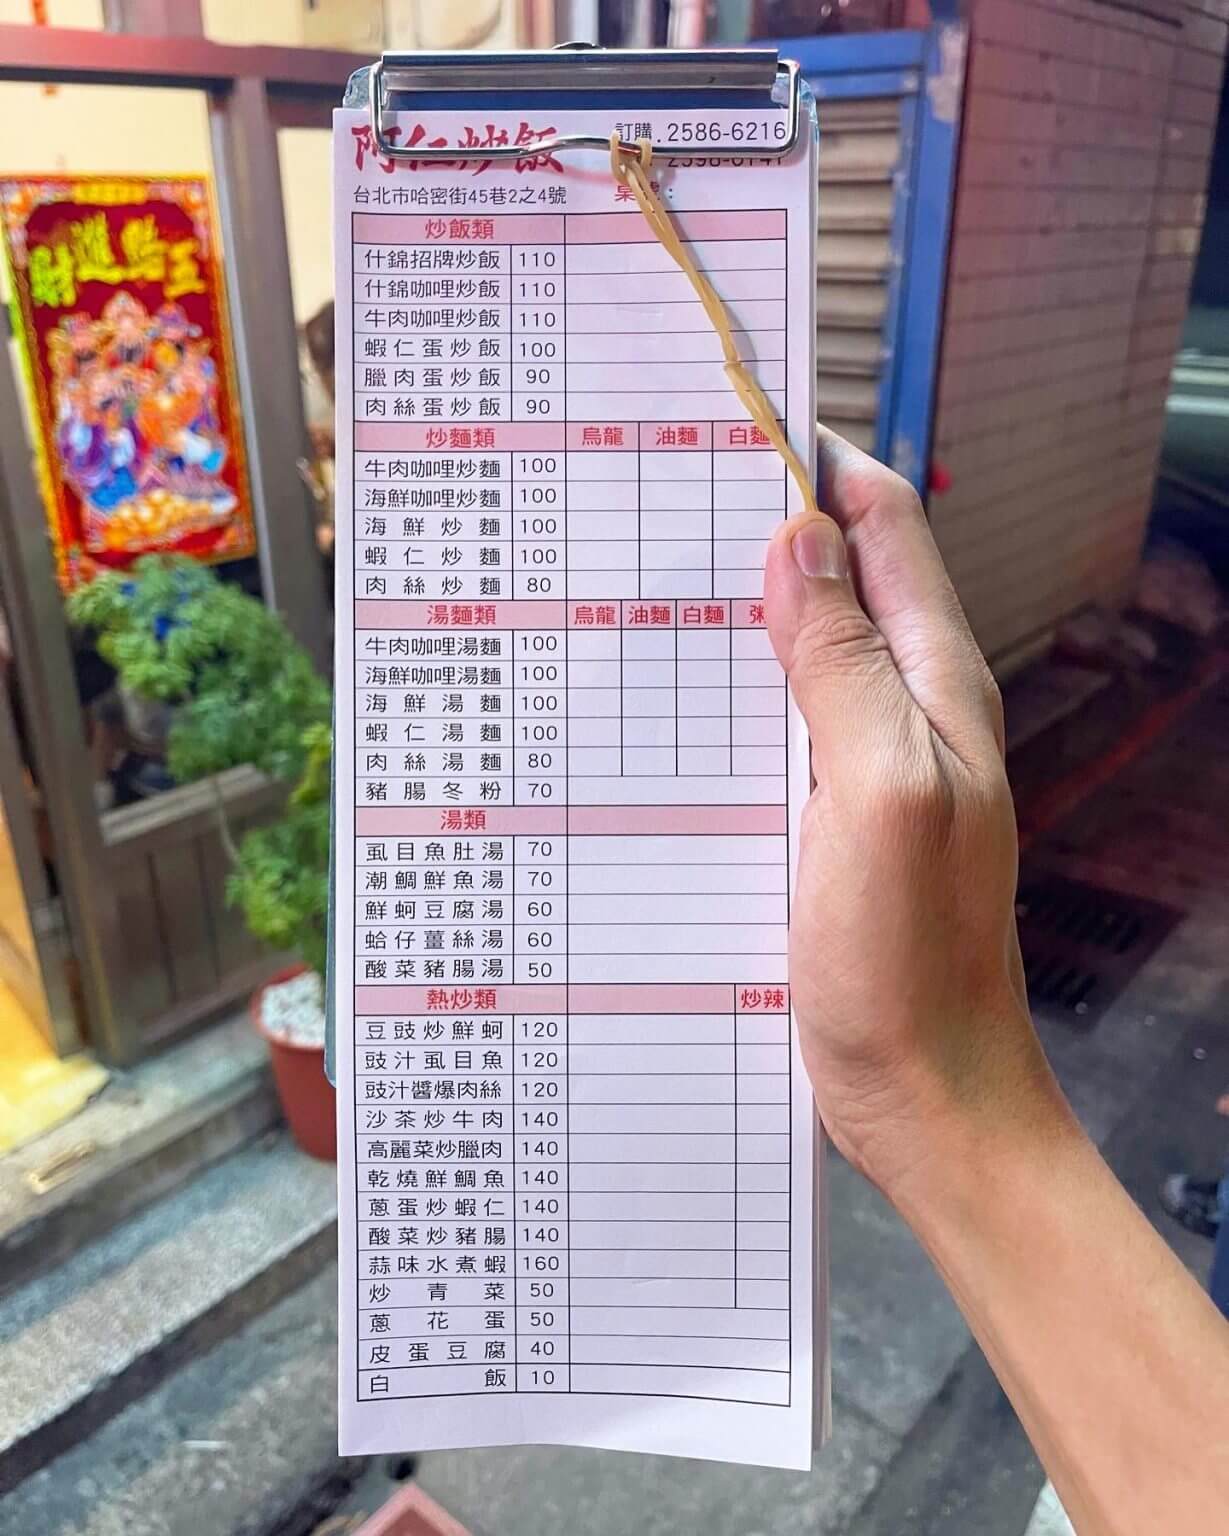 阿仁炒飯
訂購.2586-6216
2596-6147
台北市哈密街45巷2之4號
桌號:
炒飯類
什錦招牌炒飯 110
什錦咖哩炒飯 110
牛肉咖哩炒飯 110
蝦仁蛋炒飯 100
臘肉蛋炒飯 90
肉絲蛋炒飯 90
炒麵類 烏龍 油麵 白麵
牛肉咖哩炒麵 100
海鮮咖哩炒麵 100
海鮮炒麵 100
蝦仁炒麵 100
肉絲炒麵 80
湯麵類 烏龍 油麵 白麵 粥
牛肉咖哩湯麵 100
海鮮咖哩湯麵 100
海鮮湯麵 100
蝦仁湯麵 100
肉絲湯麵 80
豬腸冬粉 70
湯類
虱目魚肚湯 70
潮鯛鮮魚湯 70
鮮蚵豆腐湯 60
蛤仔薑絲湯 60
酸菜豬腸湯 50
熱炒類 炒辣
豆豉炒鮮蚵 120
豉汁虱目魚 120
豉汁醬爆肉絲 120
沙茶炒牛肉 140
高麗菜炒臘肉 140
乾燒鮮鯛魚 140
蔥蛋炒蝦仁 140
酸菜炒豬腸 140
蒜味水煮蝦 160
炒青菜 50
蔥花蛋 50
皮蛋豆腐 40
白飯 10